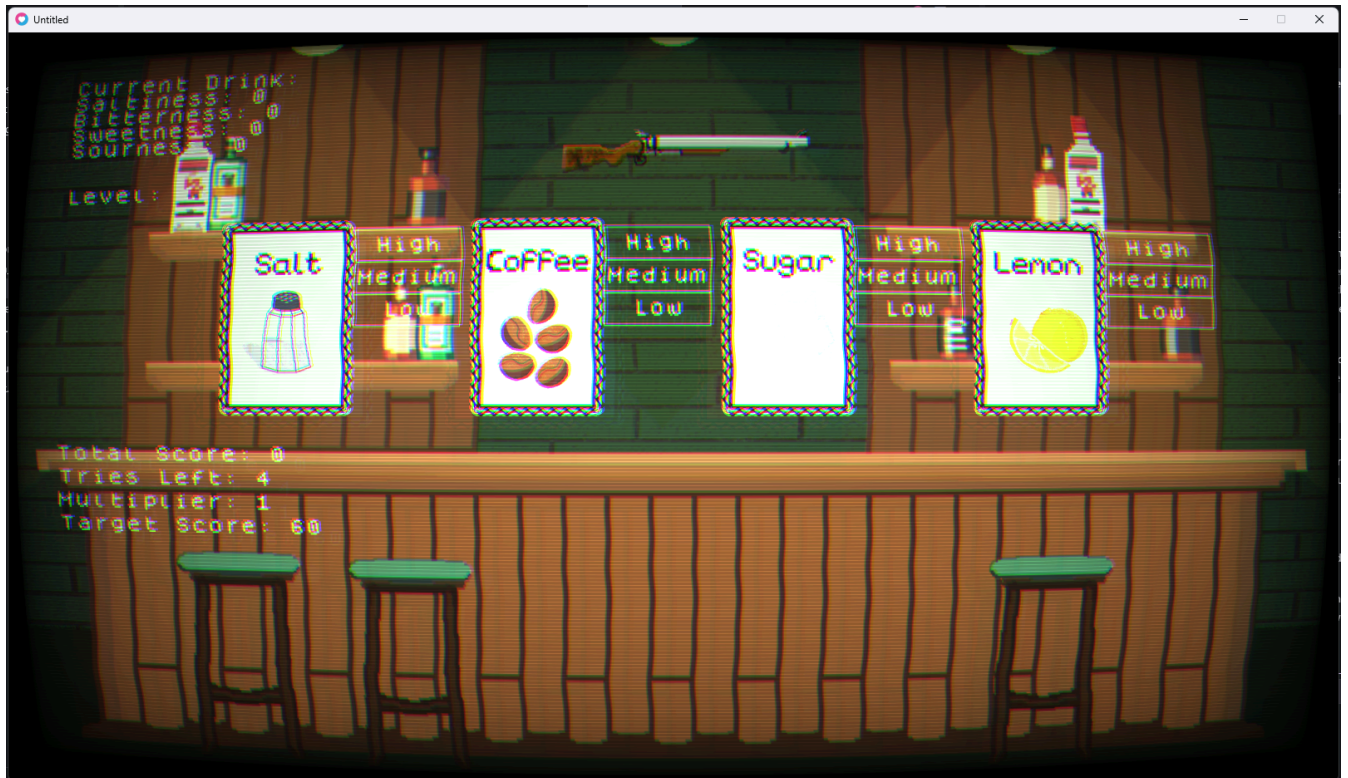 Untitled
Current Drink:
Saltiness: 0
Bitterness: 0
Sweetness: 0
Sourness: 0
Level:
Salt
High
Medium
Low
Coffee
High
Medium
Low
Sugar
High
Medium
Low
Lemon
High
Medium
Low
Total Score: 0
Tries Left: 4
Multiplier: 1
Target Score: 60